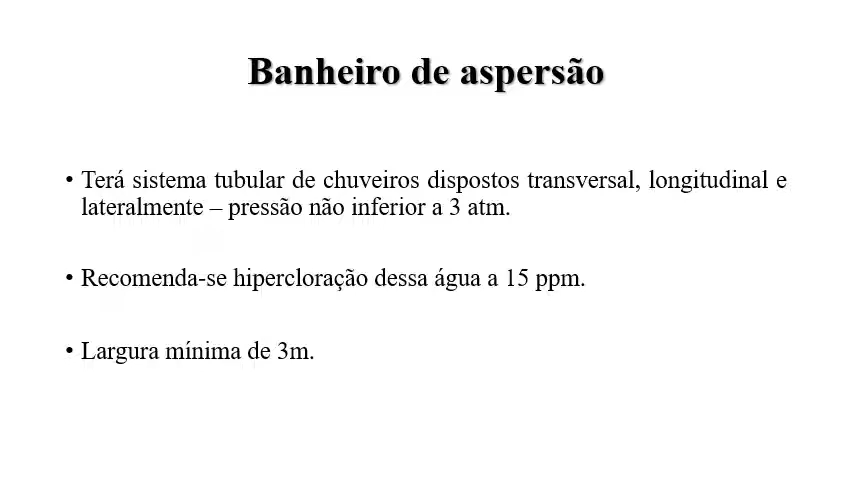 Banheiro de aspersão
• Terá sistema tubular de chuveiros dispostos transversal, longitudinal e
lateralmente – pressão não inferior a 3 atm.
• Recomenda-se hipercloração dessa água a 15 ppm.
• Largura mínima de 3m.